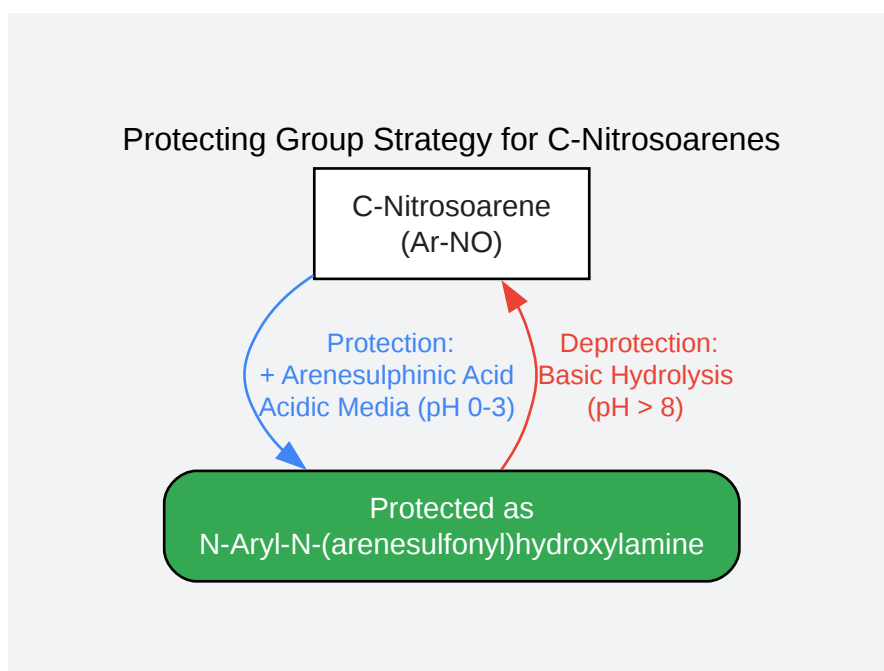 Protecting Group Strategy for C-Nitrosoarenes
C-Nitrosoarene
(Ar-NO)
Protection:
+ Arenesulphinic Acid
Acidic Media (pH 0-3)
Deprotection:
Basic Hydrolysis
(pH > 8)
Protected as
N-Aryl-N-(arenesulfonyl)hydroxylamine